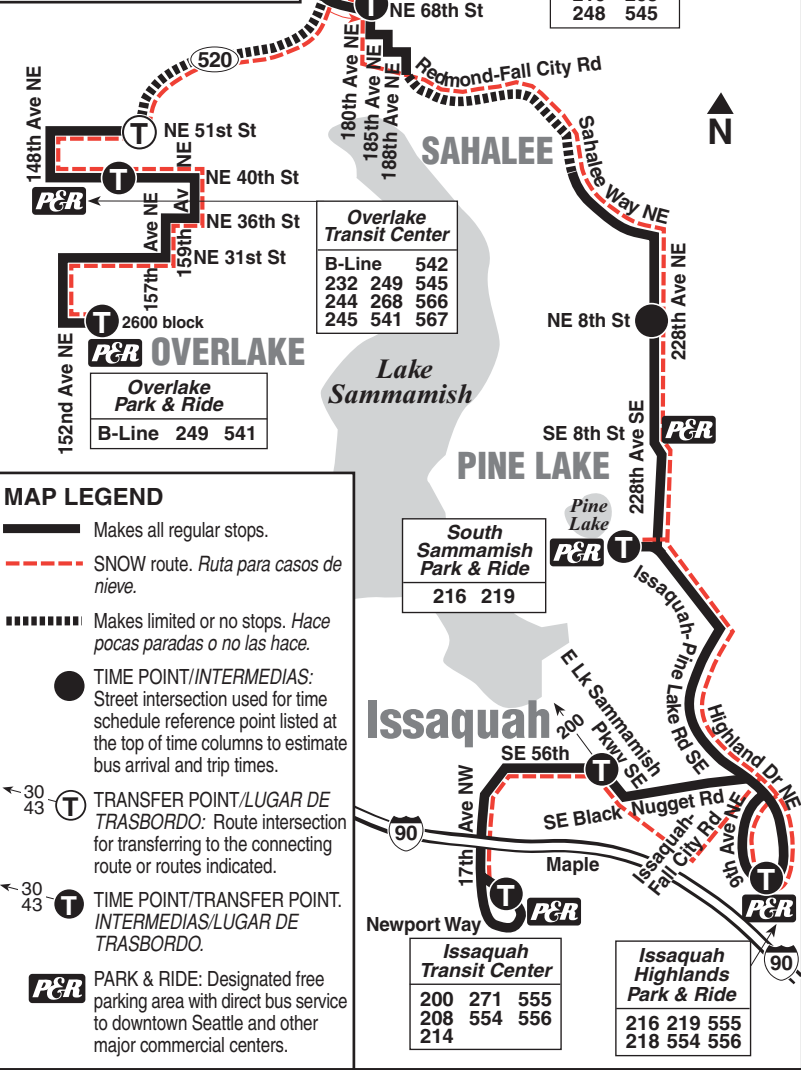 NE 68th St
248 545
520
180th Ave NE
185th Ave NE
188th Ave NE
Redmond-Fall City Rd
148th Ave NE
T
NE 51st St
N
SAHALEE
Sahalee Way NE
T
NE 40th St
P&R
159th Av NE
NE 36th St
157th Ave NE
NE 31st St
Overlake
Transit Center
B-Line 542
232 249 545
244 268 566
245 541 567
228th Ave NE
NE 8th St
T
2600 block
152nd Ave NE
P&R
OVERLAKE
Overlake
Park & Ride
B-Line 249 541
Lake
Sammamish
228th Ave SE
SE 8th St
P&R
PINE LAKE
Pine
Lake
South
Sammamish
Park & Ride
216 219
P&R
T
Issaquah-Pine Lake Rd SE
MAP LEGEND
Makes all regular stops.
SNOW route. Ruta para casos de
nieve.
Makes limited or no stops. Hace
pocas paradas o no las hace.
TIME POINT/INTERMEDIAS:
Street intersection used for time
schedule reference point listed at
the top of time columns to estimate
bus arrival and trip times.
30
43
T
TRANSFER POINT/LUGAR DE
TRASBORDO: Route intersection
for transferring to the connecting
route or routes indicated.
30
43
T
TIME POINT/TRANSFER POINT.
INTERMEDIAS/LUGAR DE
TRASBORDO.
P&R
PARK & RIDE: Designated free
parking area with direct bus service
to downtown Seattle and other
major commercial centers.
Issaquah
200
E Lk Sammamish
Pkwy SE
SE 56th
T
Highland Dr NE
17th Ave NW
SE Black Nugget Rd
Issaquah-
Fall City Rd
9th Ave NE
90
Maple
T
P&R
Newport Way
T
P&R
90
Issaquah
Transit Center
200 271 555
208 554 556
214
Issaquah
Highlands
Park & Ride
216 219 555
218 554 556